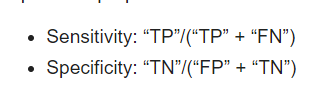 • Sensitivity: “TP”/(“TP” + “FN”)
• Specificity: “TN”/(“FP” + “TN”)